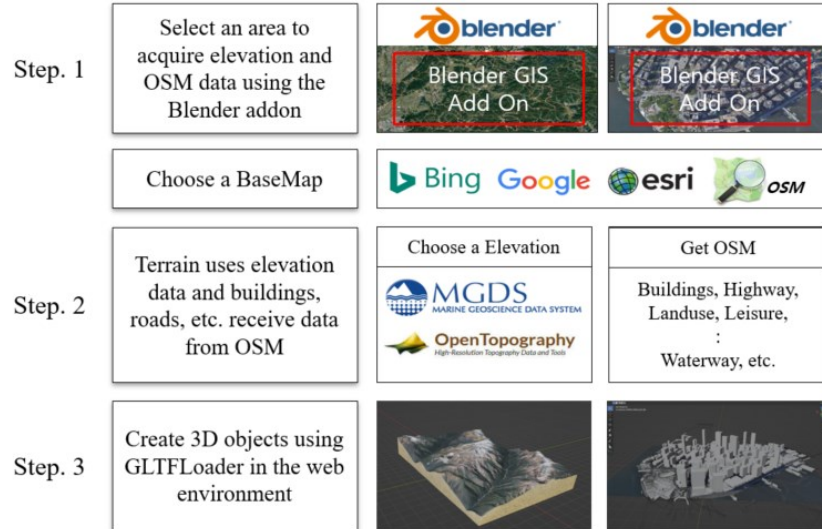 Step. 1
Select an area to
acquire elevation and
OSM data using the
Blender addon
blender
Blender GIS
Add On
blender
Blender GIS
Add On
Choose a BaseMap
Bing
Google
esri
OSM
Step. 2
Terrain uses elevation
data and buildings,
roads, etc. receive data
from OSM
Choose a Elevation
MGDS
MARINE GEOSCIENCE DATA SYSTEM
OpenTopography
High-Resolution Topography Data and Tools
Get OSM
Buildings, Highway,
Landuse, Leisure,
:
Waterway, etc.
Step. 3
Create 3D objects using
GLTFLoader in the web
environment